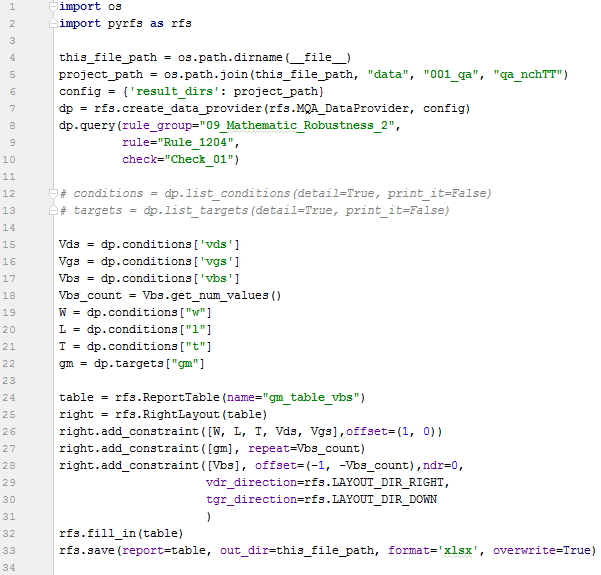 1 import os
2 import pyrfs as rfs
3
4 this_file_path = os.path.dirname(__file__)
5 project_path = os.path.join(this_file_path, "data", "001_qa", "qa_nchTT")
6 config = {'result_dirs': project_path}
7 dp = rfs.create_data_provider(rfs.MQA_DataProvider, config)
8 dp.query(rule_group="09_Mathematic_Robustness_2",
9 rule="Rule_1204",
10 check="Check_01")
11
12 # conditions = dp.list_conditions(detail=True, print_it=False)
13 # targets = dp.list_targets(detail=True, print_it=False)
14
15 Vds = dp.conditions['vds']
16 Vgs = dp.conditions['vgs']
17 Vbs = dp.conditions['vbs']
18 Vbs_count = Vbs.get_num_values()
19 W = dp.conditions["w"]
20 L = dp.conditions["l"]
21 T = dp.conditions["t"]
22 gm = dp.targets["gm"]
23
24 table = rfs.ReportTable(name="gm_table_vbs")
25 right = rfs.RightLayout(table)
26 right.add_constraint([W, L, T, Vds, Vgs],offset=(1, 0))
27 right.add_constraint([gm], repeat=Vbs_count)
28 right.add_constraint([Vbs], offset=(-1, -Vbs_count),ndr=0,
29 vdr_direction=rfs.LAYOUT_DIR_RIGHT,
30 tgr_direction=rfs.LAYOUT_DIR_DOWN
31 )
32 rfs.fill_in(table)
33 rfs.save(report=table, out_dir=this_file_path, format='xlsx', overwrite=True)
34